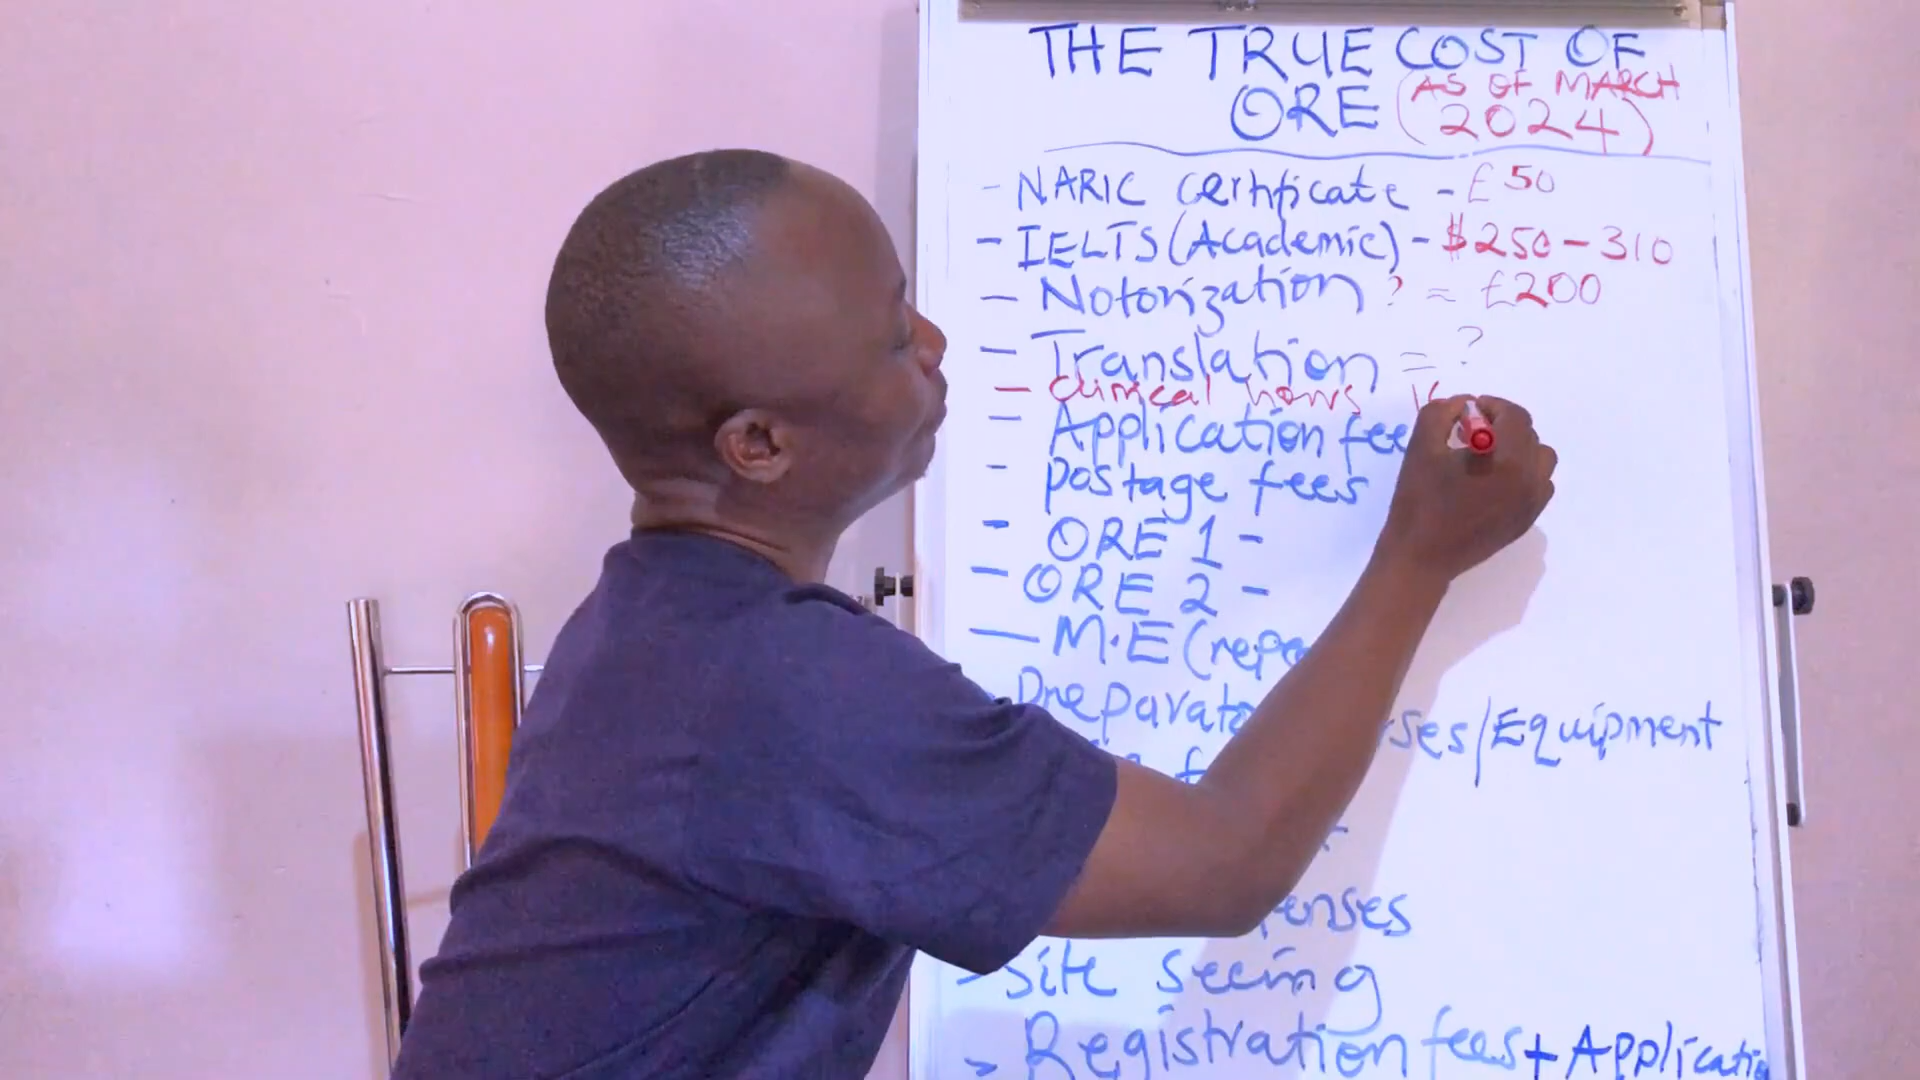 THE TRUE COST OF
ORE (AS OF MARCH
2024)
- NARIC Certificate - £50
- IELTS (Academic) - $250 - 310
- Notorization ? = £200
- Translation = ?
- clinical hours
- Application fee
- postage fees
- ORE 1 -
- ORE 2 -
- M.E (repe
- Preparato ses/Equipment
enses
- Site seeing
- Registration fees + Applicatio